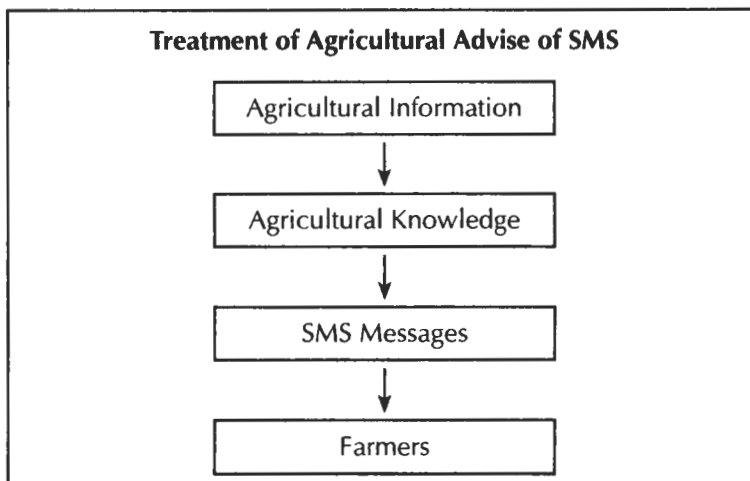 Treatment of Agricultural Advise of SMS
Agricultural Information
Agricultural Knowledge
SMS Messages
Farmers